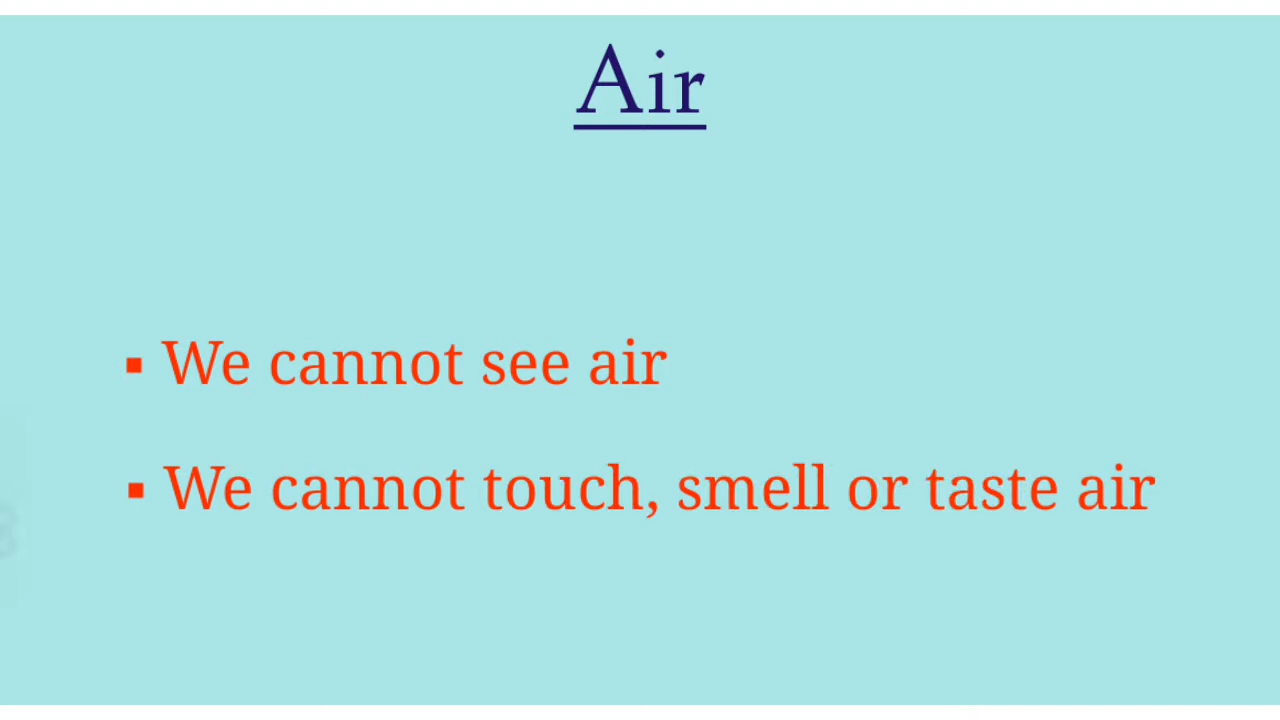 Air
▪ We cannot see air
▪ We cannot touch, smell or taste air